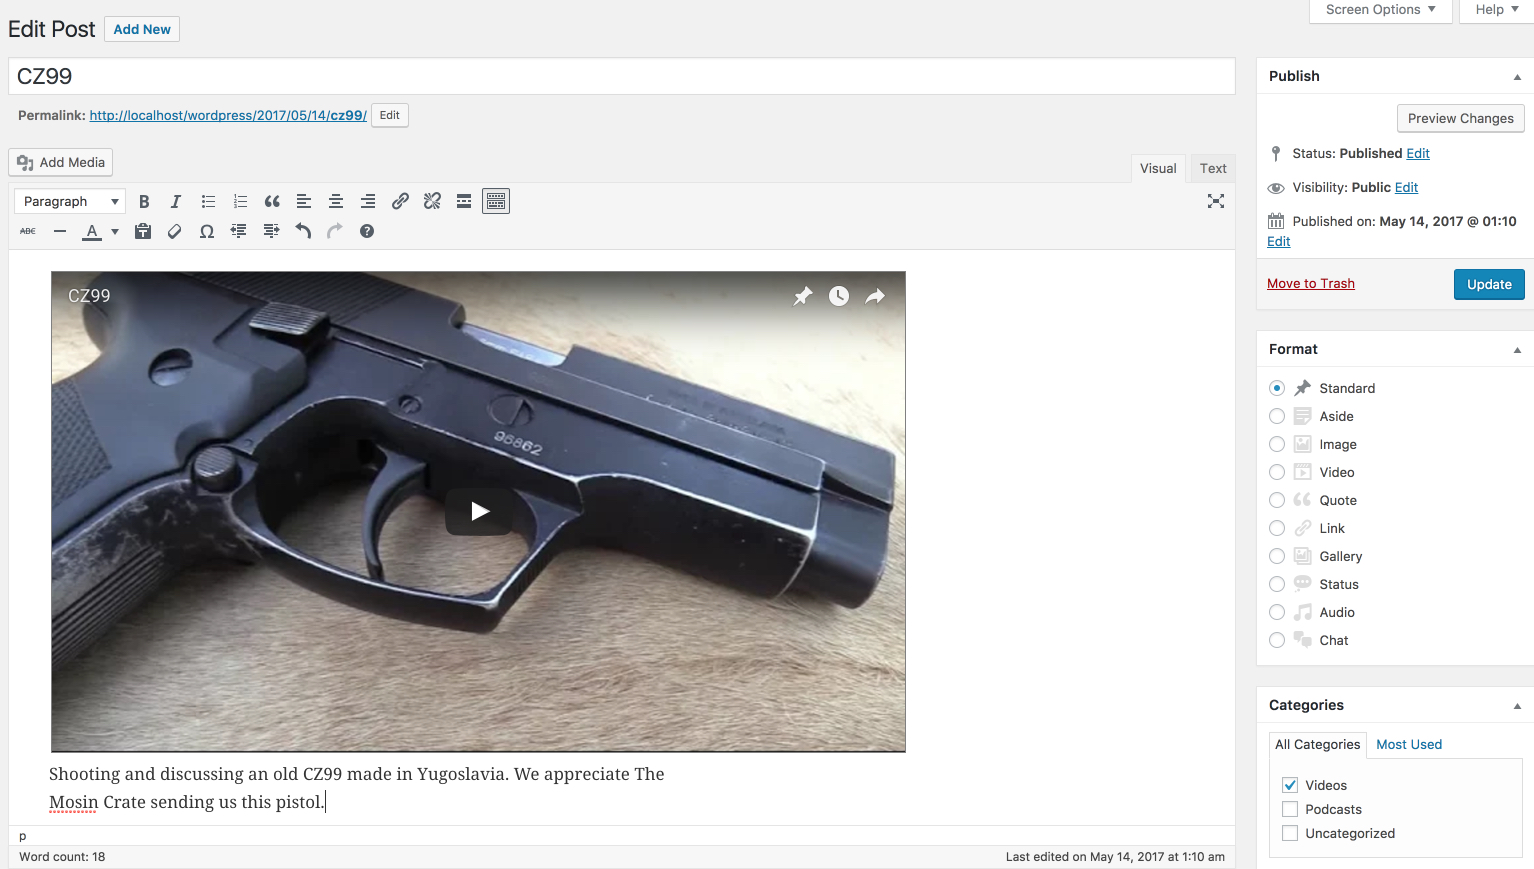 Screen Options
Help
Edit Post
Add New
CZ99
Permalink: http://localhost/wordpress/2017/05/14/cz99/
Edit
Add Media
Visual
Text
Paragraph
B
I
ABC
A
T
Ω
?
CZ99
96862
Shooting and discussing an old CZ99 made in Yugoslavia. We appreciate The
Mosin Crate sending us this pistol.
p
Word count: 18
Last edited on May 14, 2017 at 1:10 am
Publish
Preview Changes
Status: Published Edit
Visibility: Public Edit
Published on: May 14, 2017 @ 01:10
Edit
Move to Trash
Update
Format
Standard
Aside
Image
Video
Quote
Link
Gallery
Status
Audio
Chat
Categories
All Categories
Most Used
Videos
Podcasts
Uncategorized